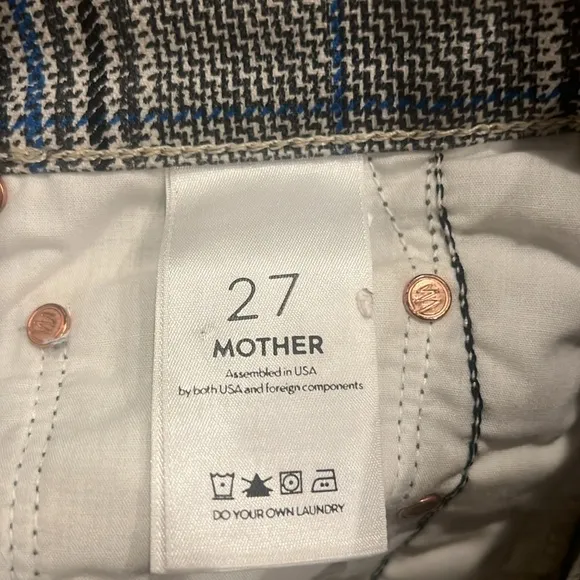 27
MOTHER
Assembled in USA
by both USA and foreign components
DO YOUR OWN LAUNDRY